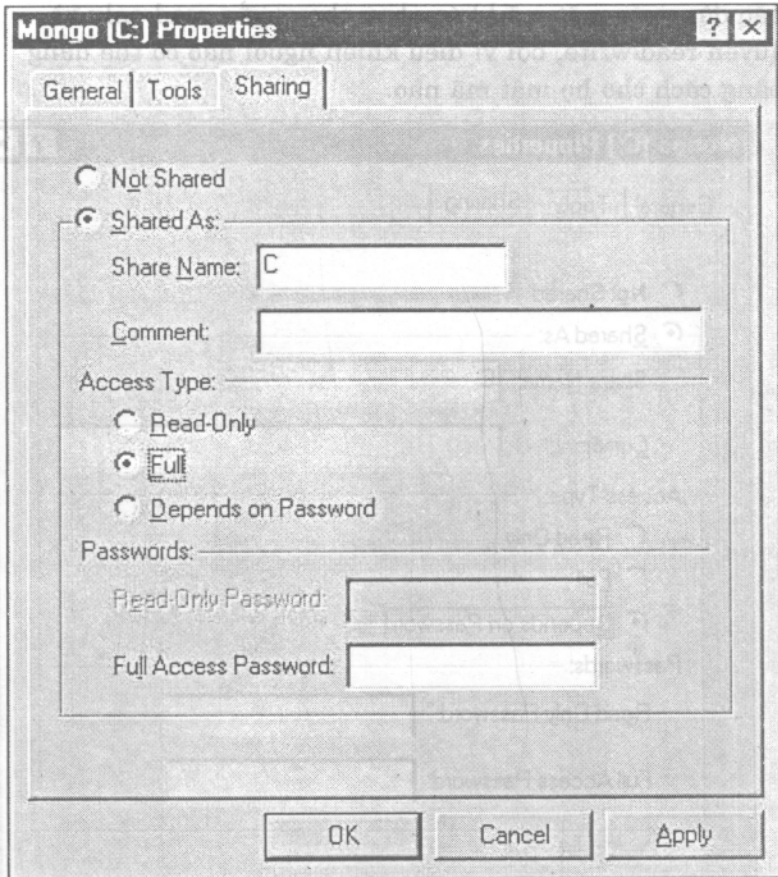 Mongo (C:) Properties
General Tools Sharing
Not Shared
Shared As:
Share Name: C
Comment:
Access Type:
Read-Only
Full
Depends on Password
Passwords:
Read-Only Password:
Full Access Password:
OK Cancel Apply